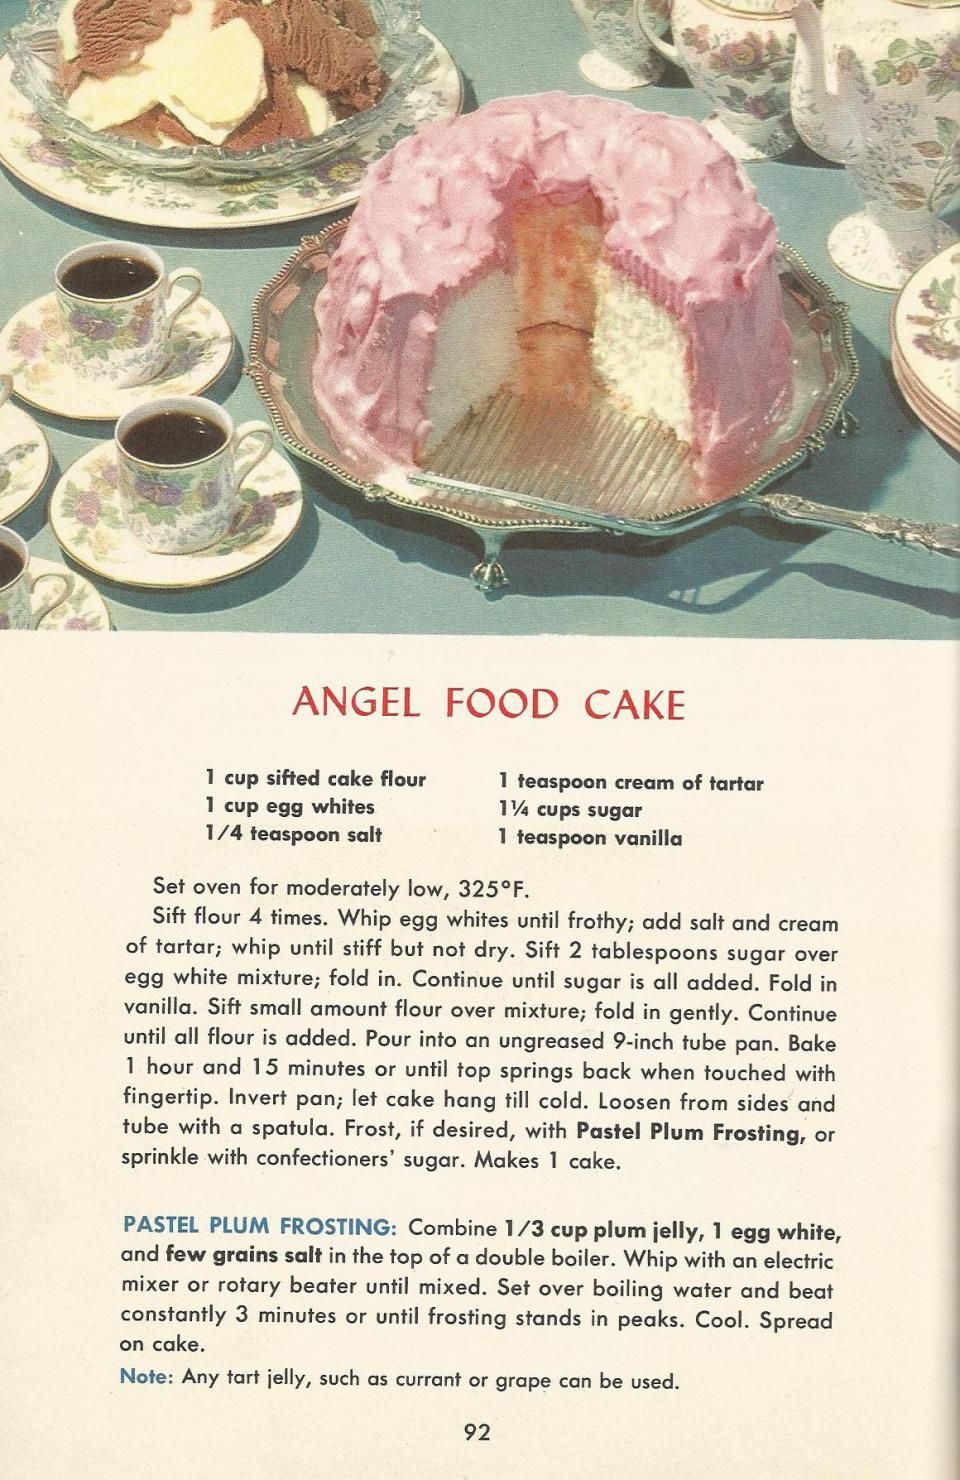 ANGEL FOOD CAKE
1 cup sifted cake flour
1 cup egg whites
1/4 teaspoon salt
1 teaspoon cream of tartar
1¼ cups sugar
1 teaspoon vanilla
Set oven for moderately low, 325°F.
Sift flour 4 times. Whip egg whites until frothy; add salt and cream
of tartar; whip until stiff but not dry. Sift 2 tablespoons sugar over
egg white mixture; fold in. Continue until sugar is all added. Fold in
vanilla. Sift small amount flour over mixture; fold in gently. Continue
until all flour is added. Pour into an ungreased 9-inch tube pan. Bake
1 hour and 15 minutes or until top springs back when touched with
fingertip. Invert pan; let cake hang till cold. Loosen from sides and
tube with a spatula. Frost, if desired, with Pastel Plum Frosting, or
sprinkle with confectioners' sugar. Makes 1 cake.
PASTEL PLUM FROSTING: Combine 1/3 cup plum jelly, 1 egg white,
and few grains salt in the top of a double boiler. Whip with an electric
mixer or rotary beater until mixed. Set over boiling water and beat
constantly 3 minutes or until frosting stands in peaks. Cool. Spread
on cake.
Note: Any tart jelly, such as currant or grape can be used.
92